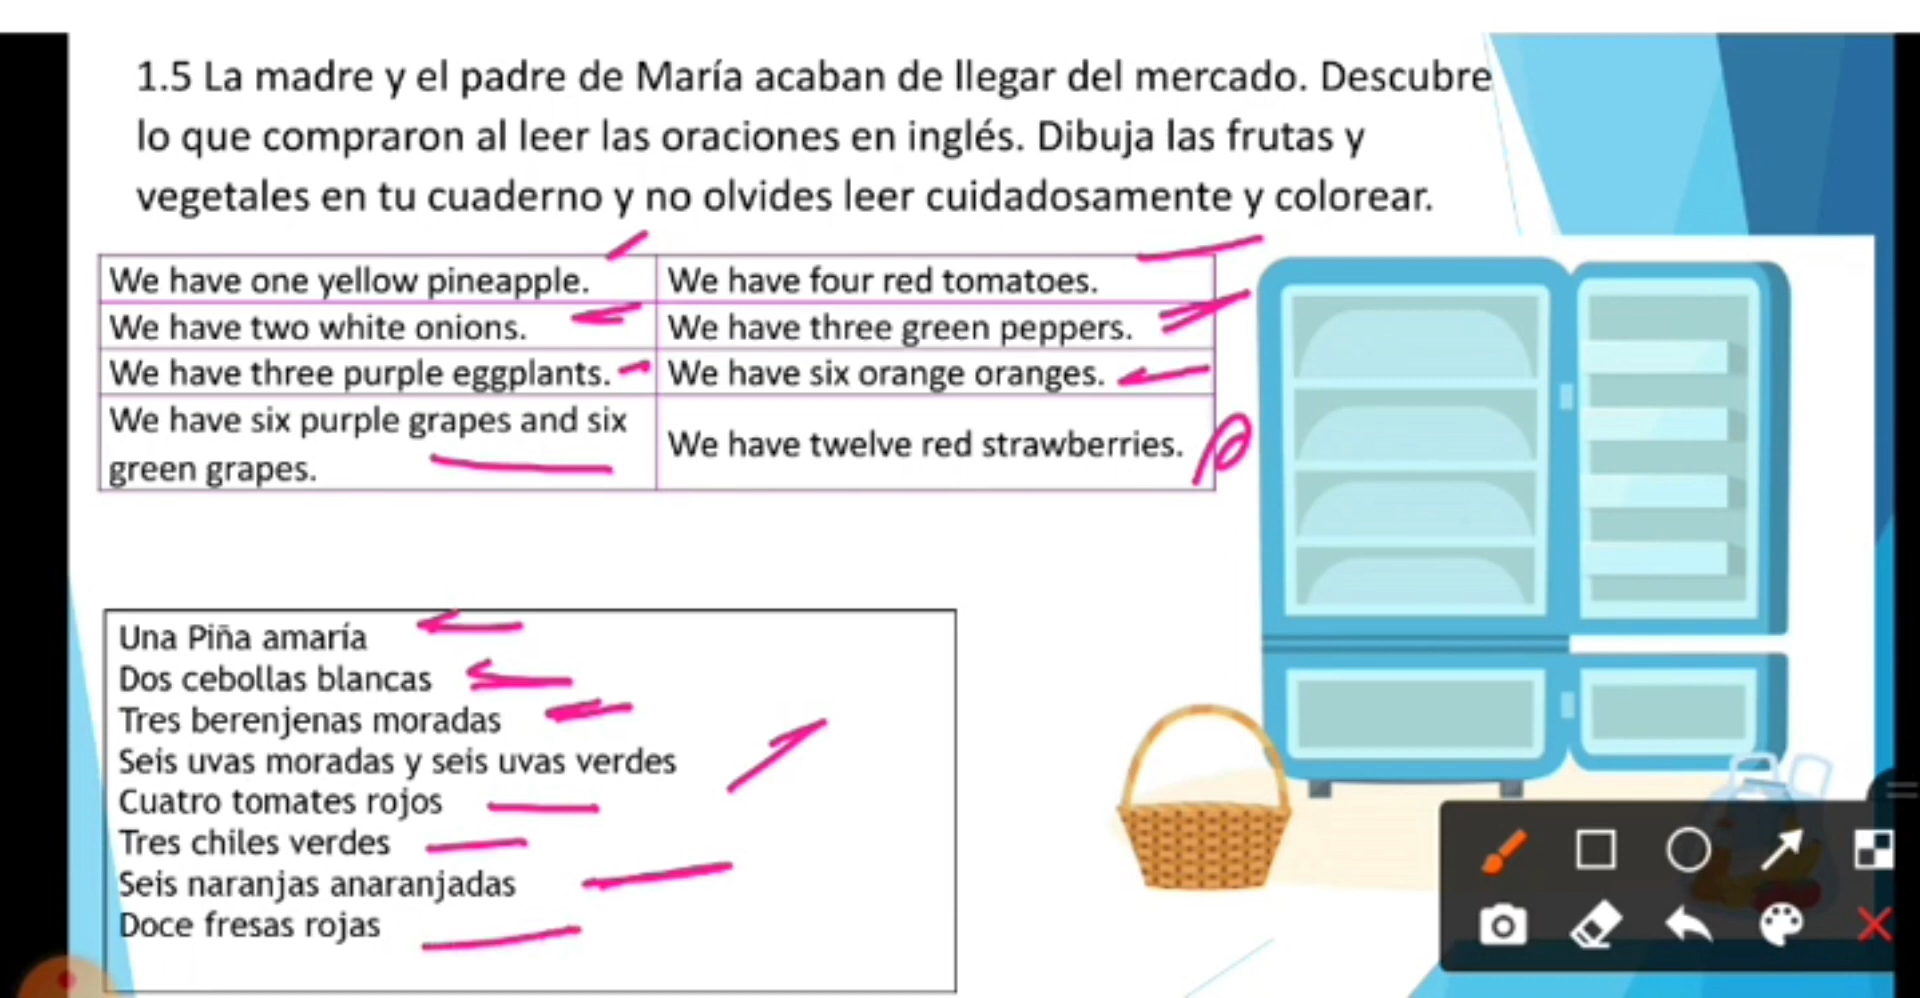 1.5 La madre y el padre de María acaban de llegar del mercado. Descubre
lo que compraron al leer las oraciones en inglés. Dibuja las frutas y
vegetales en tu cuaderno y no olvides leer cuidadosamente y colorear.
We have one yellow pineapple.
We have four red tomatoes.
We have two white onions.
We have three green peppers.
We have three purple eggplants.
We have six orange oranges.
We have six purple grapes and six
green grapes.
We have twelve red strawberries.
Una Piña amaría
Dos cebollas blancas
Tres berenjenas moradas
Seis uvas moradas y seis uvas verdes
Cuatro tomates rojos
Tres chiles verdes
Seis naranjas anaranjadas
Doce fresas rojas